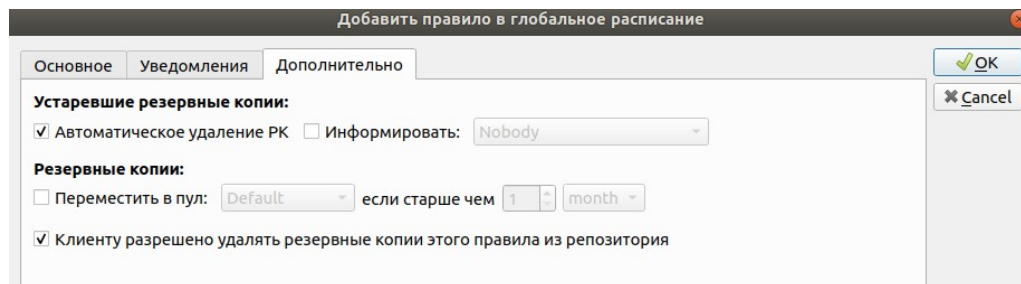 Добавить правило в глобальное расписание
Основное Уведомления Дополнительно
OK
Cancel
Устаревшие резервные копии:
Автоматическое удаление РК Информировать: Nobody
Резервные копии:
Переместить в пул: Default если старше чем 1 month
Клиенту разрешено удалять резервные копии этого правила из репозитория